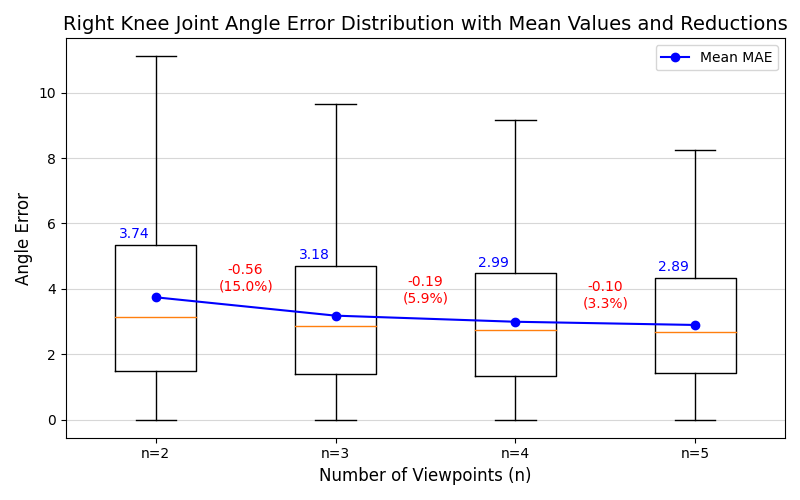 Right Knee Joint Angle Error Distribution with Mean Values and Reductions
Mean MAE
Angle Error
10
8
6
4
2
0
3.74
-0.56
(15.0%)
3.18
-0.19
(5.9%)
2.99
-0.10
(3.3%)
2.89
n=2
n=3
n=4
n=5
Number of Viewpoints (n)